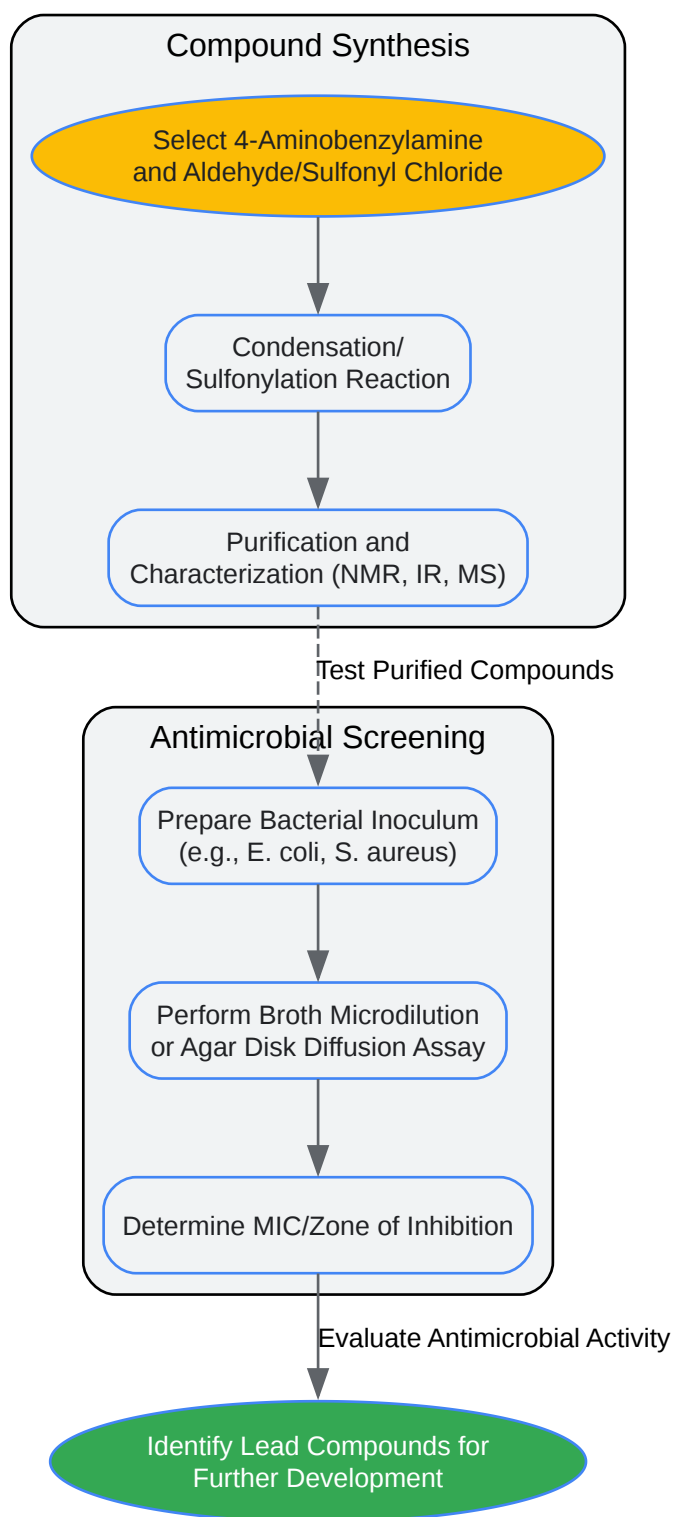 Compound Synthesis
Select 4-Aminobenzylamine
and Aldehyde/Sulfonyl Chloride
Condensation/
Sulfonylation Reaction
Purification and
Characterization (NMR, IR, MS)
Test Purified Compounds
Antimicrobial Screening
Prepare Bacterial Inoculum
(e.g., E. coli, S. aureus)
Perform Broth Microdilution
or Agar Disk Diffusion Assay
Determine MIC/Zone of Inhibition
Evaluate Antimicrobial Activity
Identify Lead Compounds for
Further Development